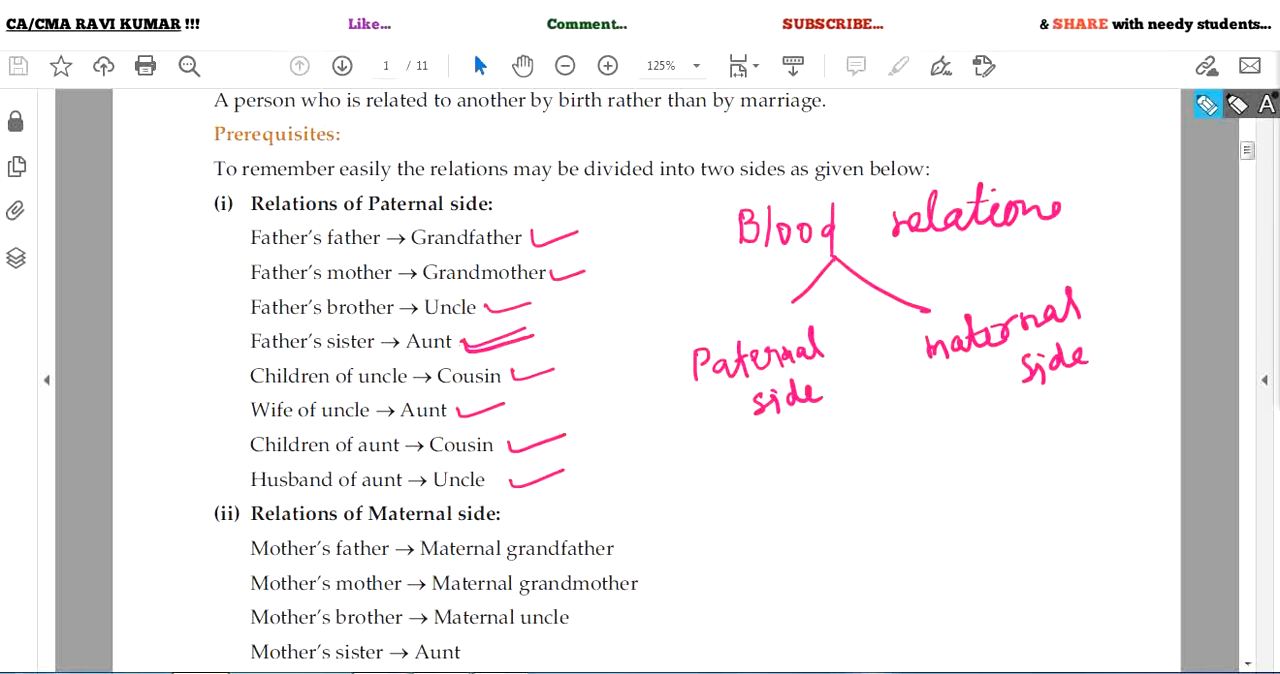 CA/CMA RAVI KUMAR !!! Like... Comment... SUBSCRIBE... & SHARE with needy students...
1 / 11 125%
A person who is related to another by birth rather than by marriage.
A
Prerequisites:
To remember easily the relations may be divided into two sides as given below:
(i) Relations of Paternal side:
Blood relations
Father's father → Grandfather
Father's mother → Grandmother
Father's brother → Uncle
Father's sister → Aunt
Paternal side
maternal side
Children of uncle → Cousin
Wife of uncle → Aunt
Children of aunt → Cousin
Husband of aunt → Uncle
(ii) Relations of Maternal side:
Mother's father → Maternal grandfather
Mother's mother → Maternal grandmother
Mother's brother → Maternal uncle
Mother's sister → Aunt